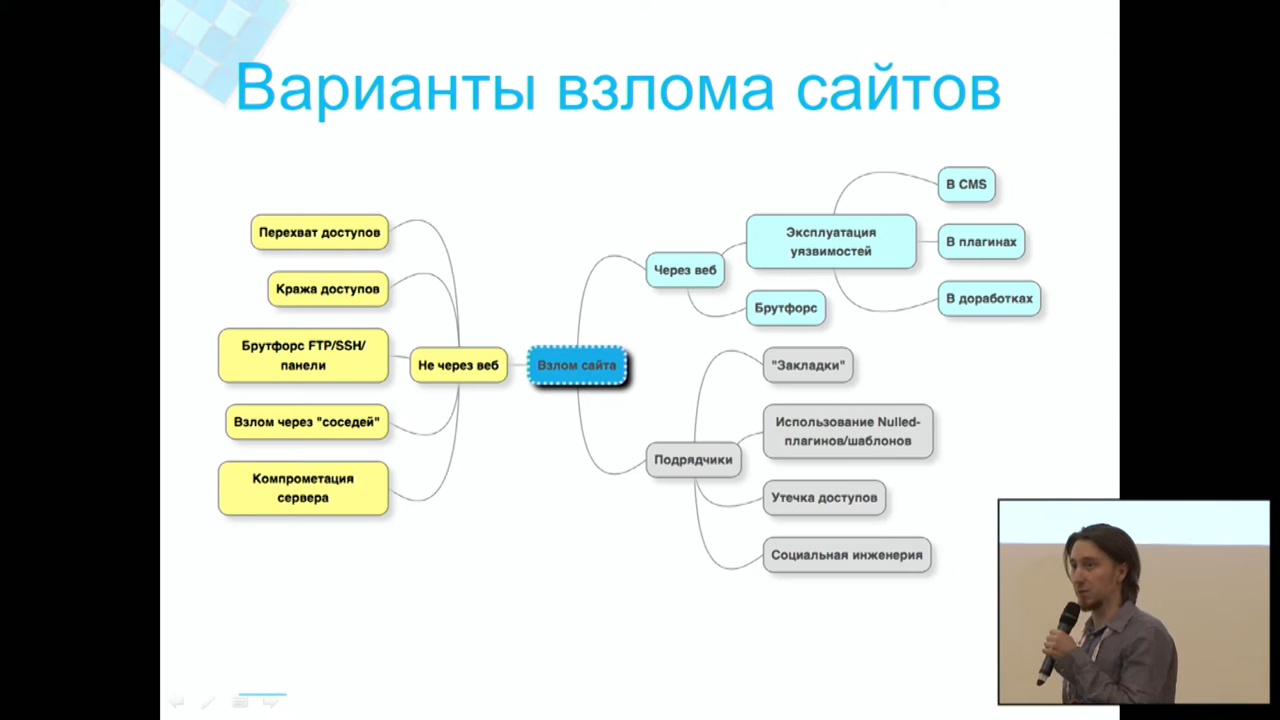 Варианты взлома сайтов
Перехват доступов
Кража доступов
Брутфорс FTP/SSH/
панели
Взлом через "соседей"
Компрометация
сервера
Не через веб
Взлом сайта
Через веб
Эксплуатация
уязвимостей
В CMS
В плагинах
В доработках
Брутфорс
Подрядчики
"Закладки"
Использование Nulled-
плагинов/шаблонов
Утечка доступов
Социальная инженерия